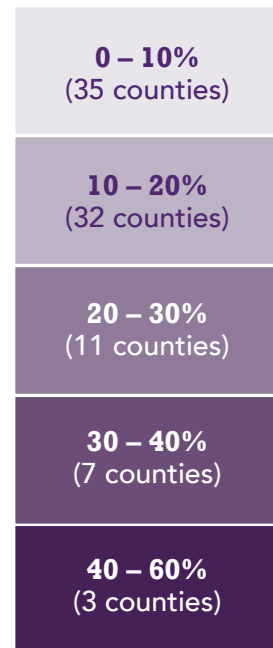 0 – 10%
(35 counties)
10 – 20%
(32 counties)
20 – 30%
(11 counties)
30 – 40%
(7 counties)
40 – 60%
(3 counties)